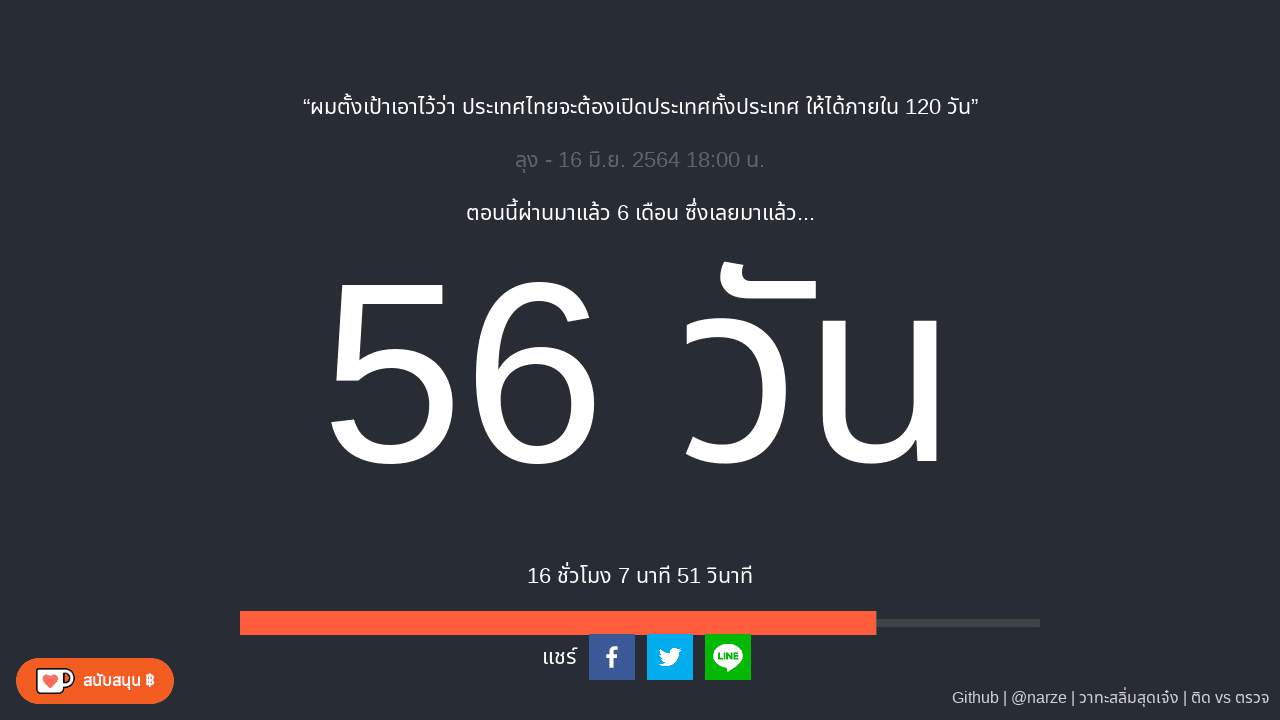 “ผมตั้งเป้าเอาไว้ว่า ประเทศไทยจะต้องเปิดประเทศทั้งประเทศ ให้ได้ภายใน 120 วัน”
ลุง - 16 มิ.ย. 2564 18:00 น.
ตอนนี้ผ่านมาแล้ว 6 เดือน ซึ่งเลยมาแล้ว...
56 วัน
16 ชั่วโมง 7 นาที 51 วินาที
แชร์ LINE
สนับสนุน ฿
Github | @narze | วาทะสลิ่มสุดเจ๋ง | ติด vs ตรวจ